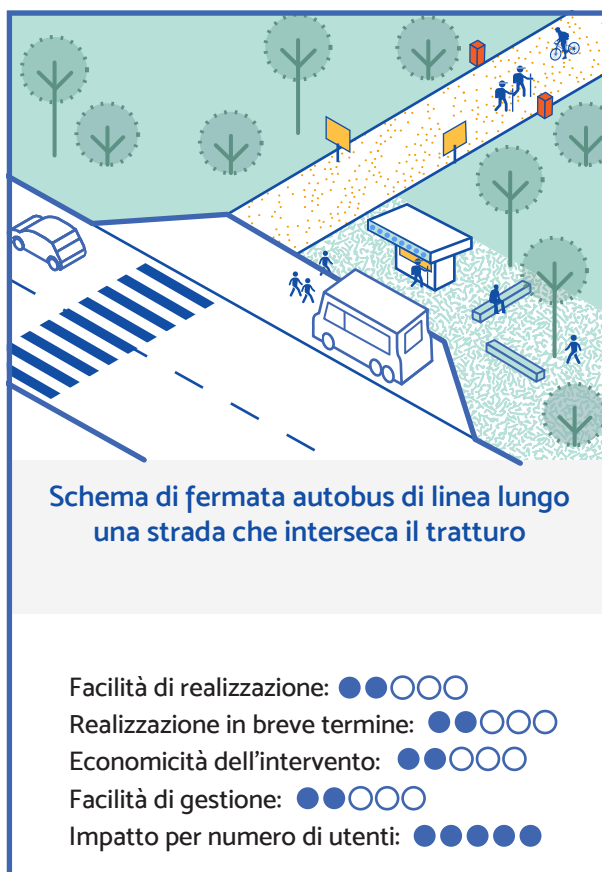 Schema di fermata autobus di linea lungo
una strada che interseca il tratturo
Facilità di realizzazione:
Realizzazione in breve termine:
Economicità dell'intervento:
Facilità di gestione:
Impatto per numero di utenti: